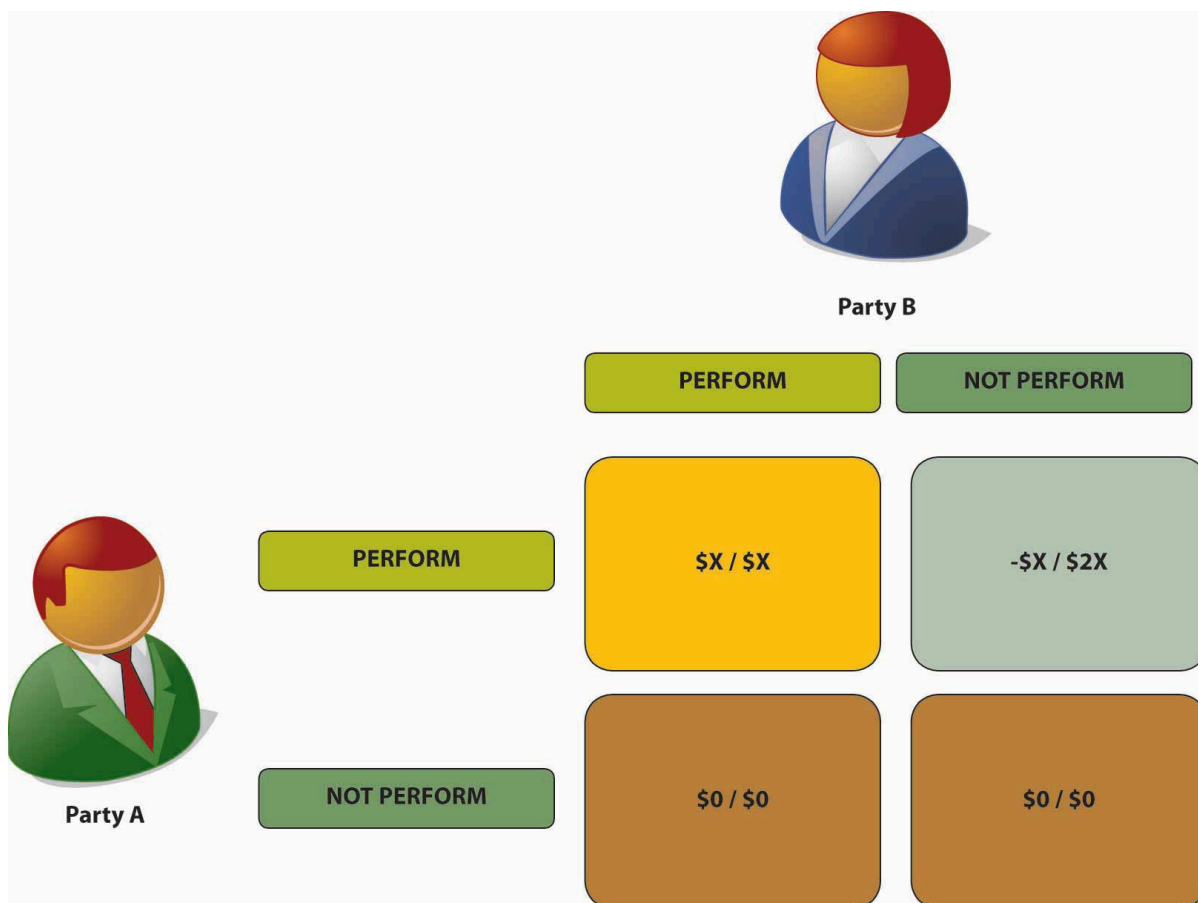 Party B
PERFORM
NOT PERFORM
PERFORM
$X / $X
-$X / $2X
NOT PERFORM
$0 / $0
$0 / $0
Party A